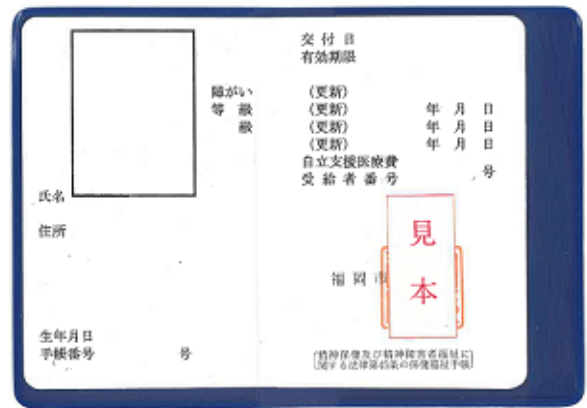 障がい
等級
級
氏名
住所
生年月日
手帳番号 号
交付日
有効期限
(更新)
(更新) 年 月 日
(更新) 年 月 日
(更新) 年 月 日
自立支援医療費
受給者番号 号
福岡市
見本
精神保健及び精神障害者福祉に
関する法律第45条の保健福祉手帳